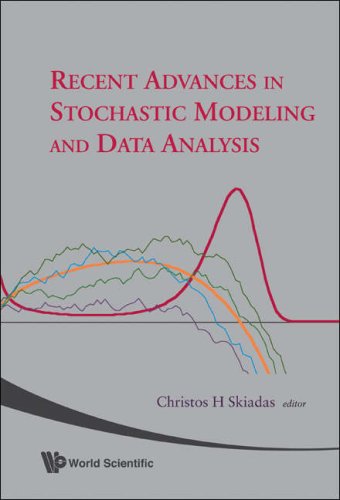 RECENT ADVANCES IN
STOCHASTIC MODELING
AND DATA ANALYSIS
Christos H Skiadas editor
World Scientific